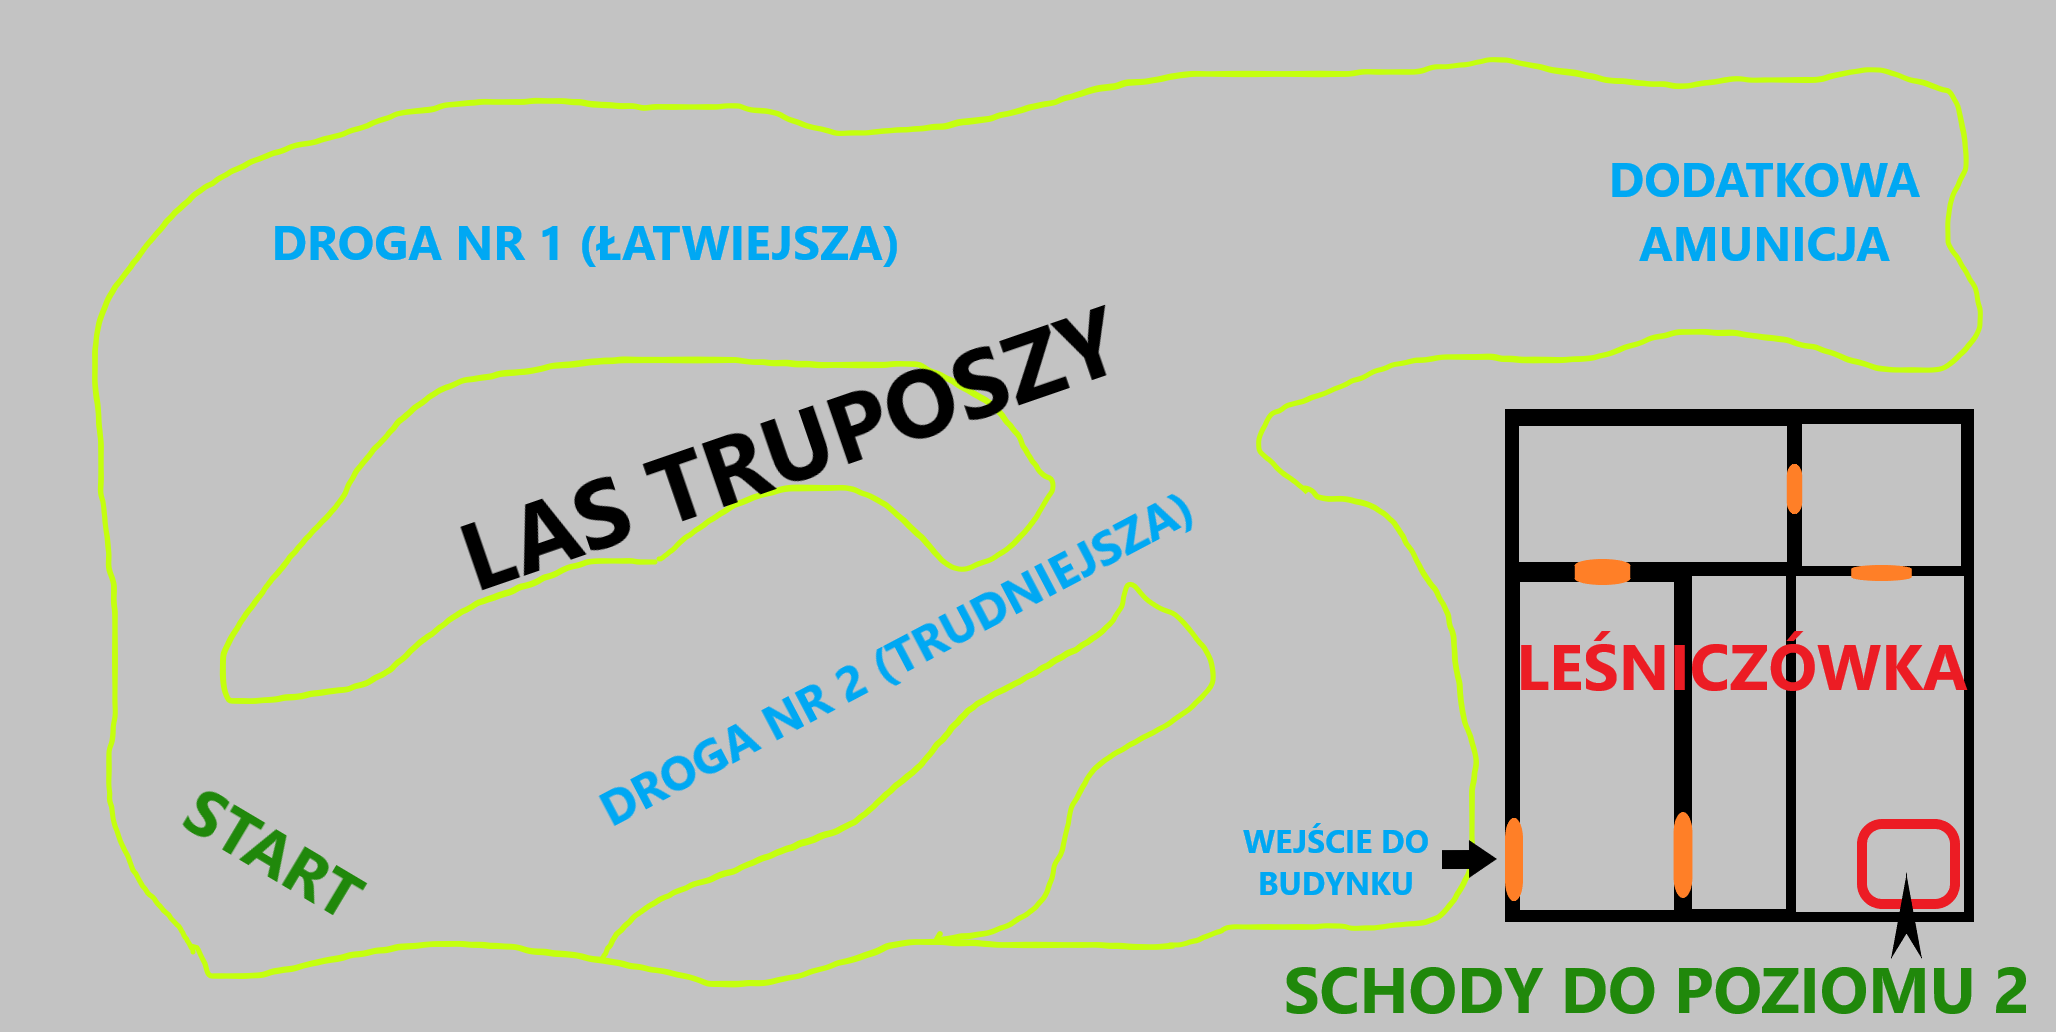 DODATKOWA
AMUNICJA
DROGA NR 1 (ŁATWIEJSZA)
LAS TRUPOSZY
DROGA NR 2 (TRUDNIEJSZA)
LEŚNICZÓWKA
START
WEJŚCIE DO
BUDYNKU
SCHODY DO POZIOMU 2